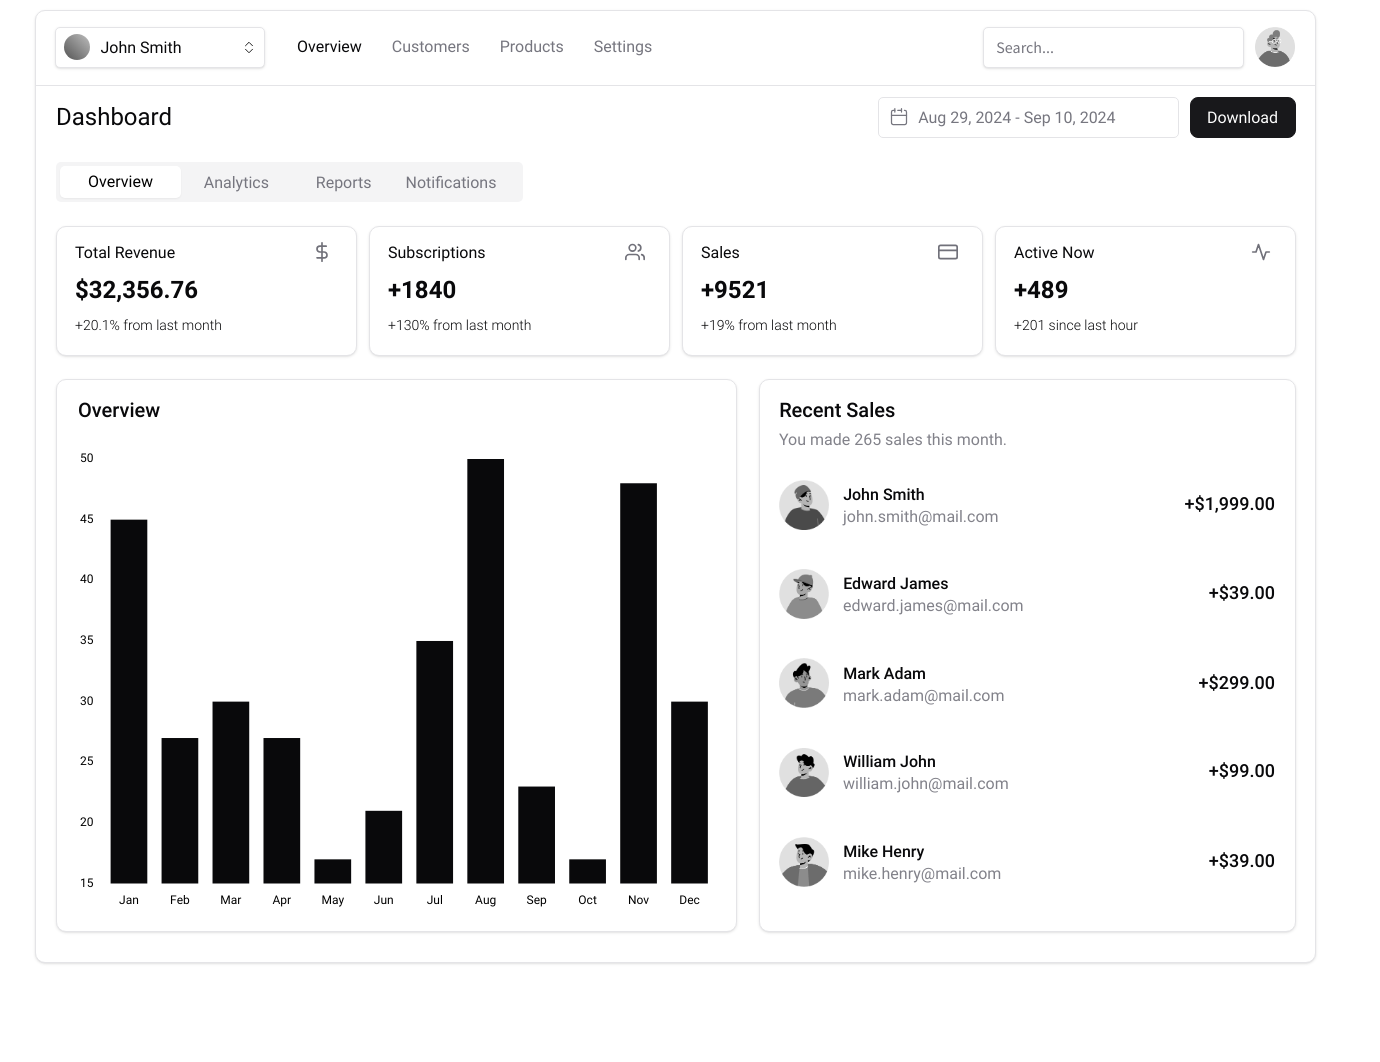 John Smith
Overview Customers Products Settings
Search...
Dashboard
Aug 29, 2024 - Sep 10, 2024
Download
Overview Analytics Reports Notifications
Total Revenue
$32,356.76
+20.1% from last month
Subscriptions
+1840
+130% from last month
Sales
+9521
+19% from last month
Active Now
+489
+201 since last hour
Overview
50
45
40
35
30
25
20
15
Jan Feb Mar Apr May Jun Jul Aug Sep Oct Nov Dec
Recent Sales
You made 265 sales this month.
John Smith
john.smith@mail.com
+$1,999.00
Edward James
edward.james@mail.com
+$39.00
Mark Adam
mark.adam@mail.com
+$299.00
William John
william.john@mail.com
+$99.00
Mike Henry
mike.henry@mail.com
+$39.00